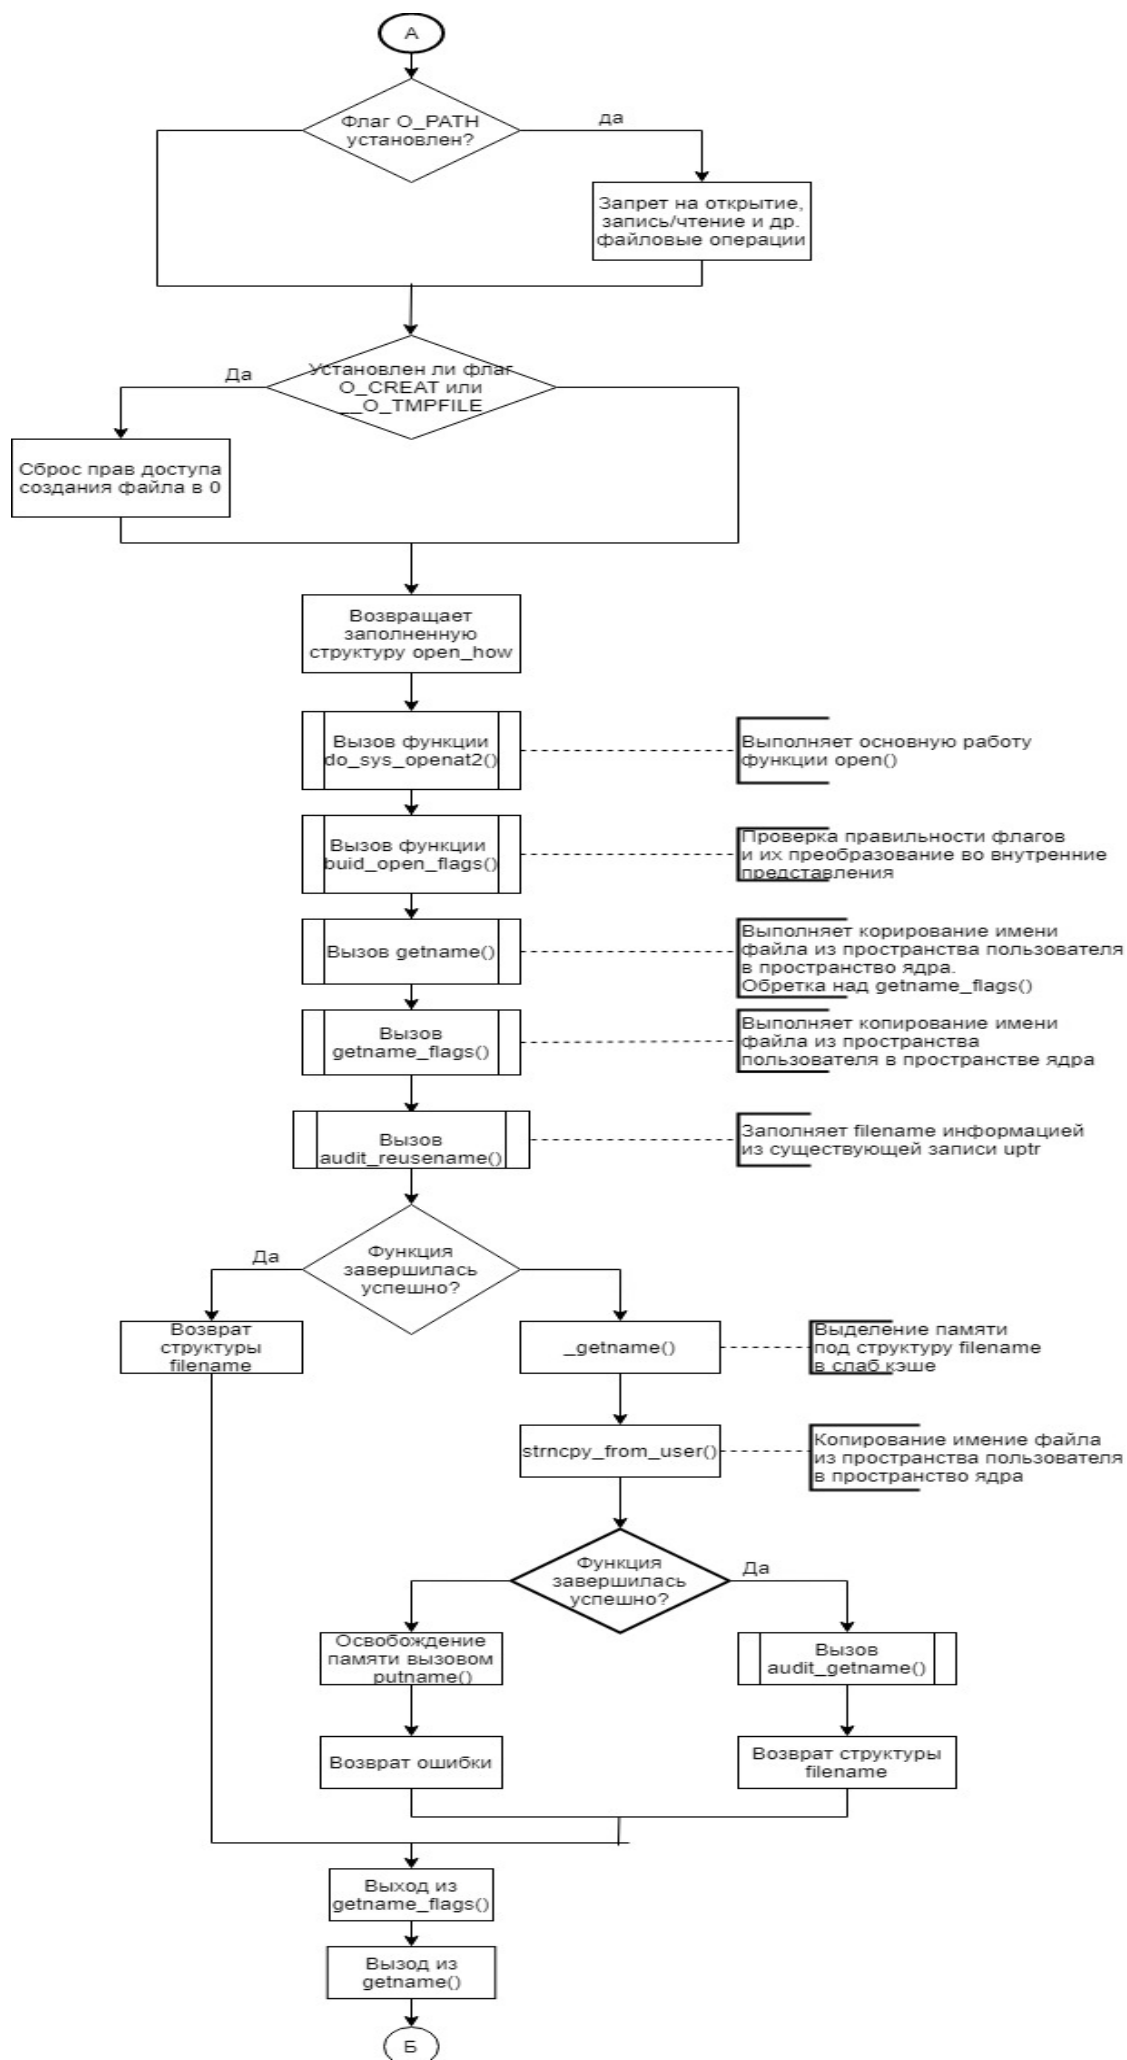 А
Флаг O_PATH
установлен?
да
Запрет на открытие,
запись/чтение и др.
файловые операции
Установлен ли флаг
O_CREAT или
__O_TMPFILE
Да
Сброс прав доступа
создания файла в 0
Возвращает
заполненную
структуру open_how
Вызов функции
do_sys_openat2()
Выполняет основную работу
функции open()
Вызов функции
buid_open_flags()
Проверка правильности флагов
и их преобразование во внутренние
представления
Вызов getname()
Выполняет корирование имени
файла из пространства пользователя
в пространство ядра.
Обретка над getname_flags()
Вызов
getname_flags()
Выполняет копирование имени
файла из пространства
пользователя в пространстве ядра
Вызов
audit_reusename()
Заполняет filename информацией
из существующей записи uptr
Функция
завершилась
успешно?
Да
Возврат
структуры
filename
_getname()
Выделение памяти
под структуру filename
в слаб кэше
strncpy_from_user()
Копирование имение файла
из пространства пользователя
в пространство ядра
Функция
завершилась
успешно?
Да
Освобождение
памяти вызовом
putname()
Вызов
audit_getname()
Возврат ошибки
Возврат структуры
filename
Выход из
getname_flags()
Вызод из
getname()
Б